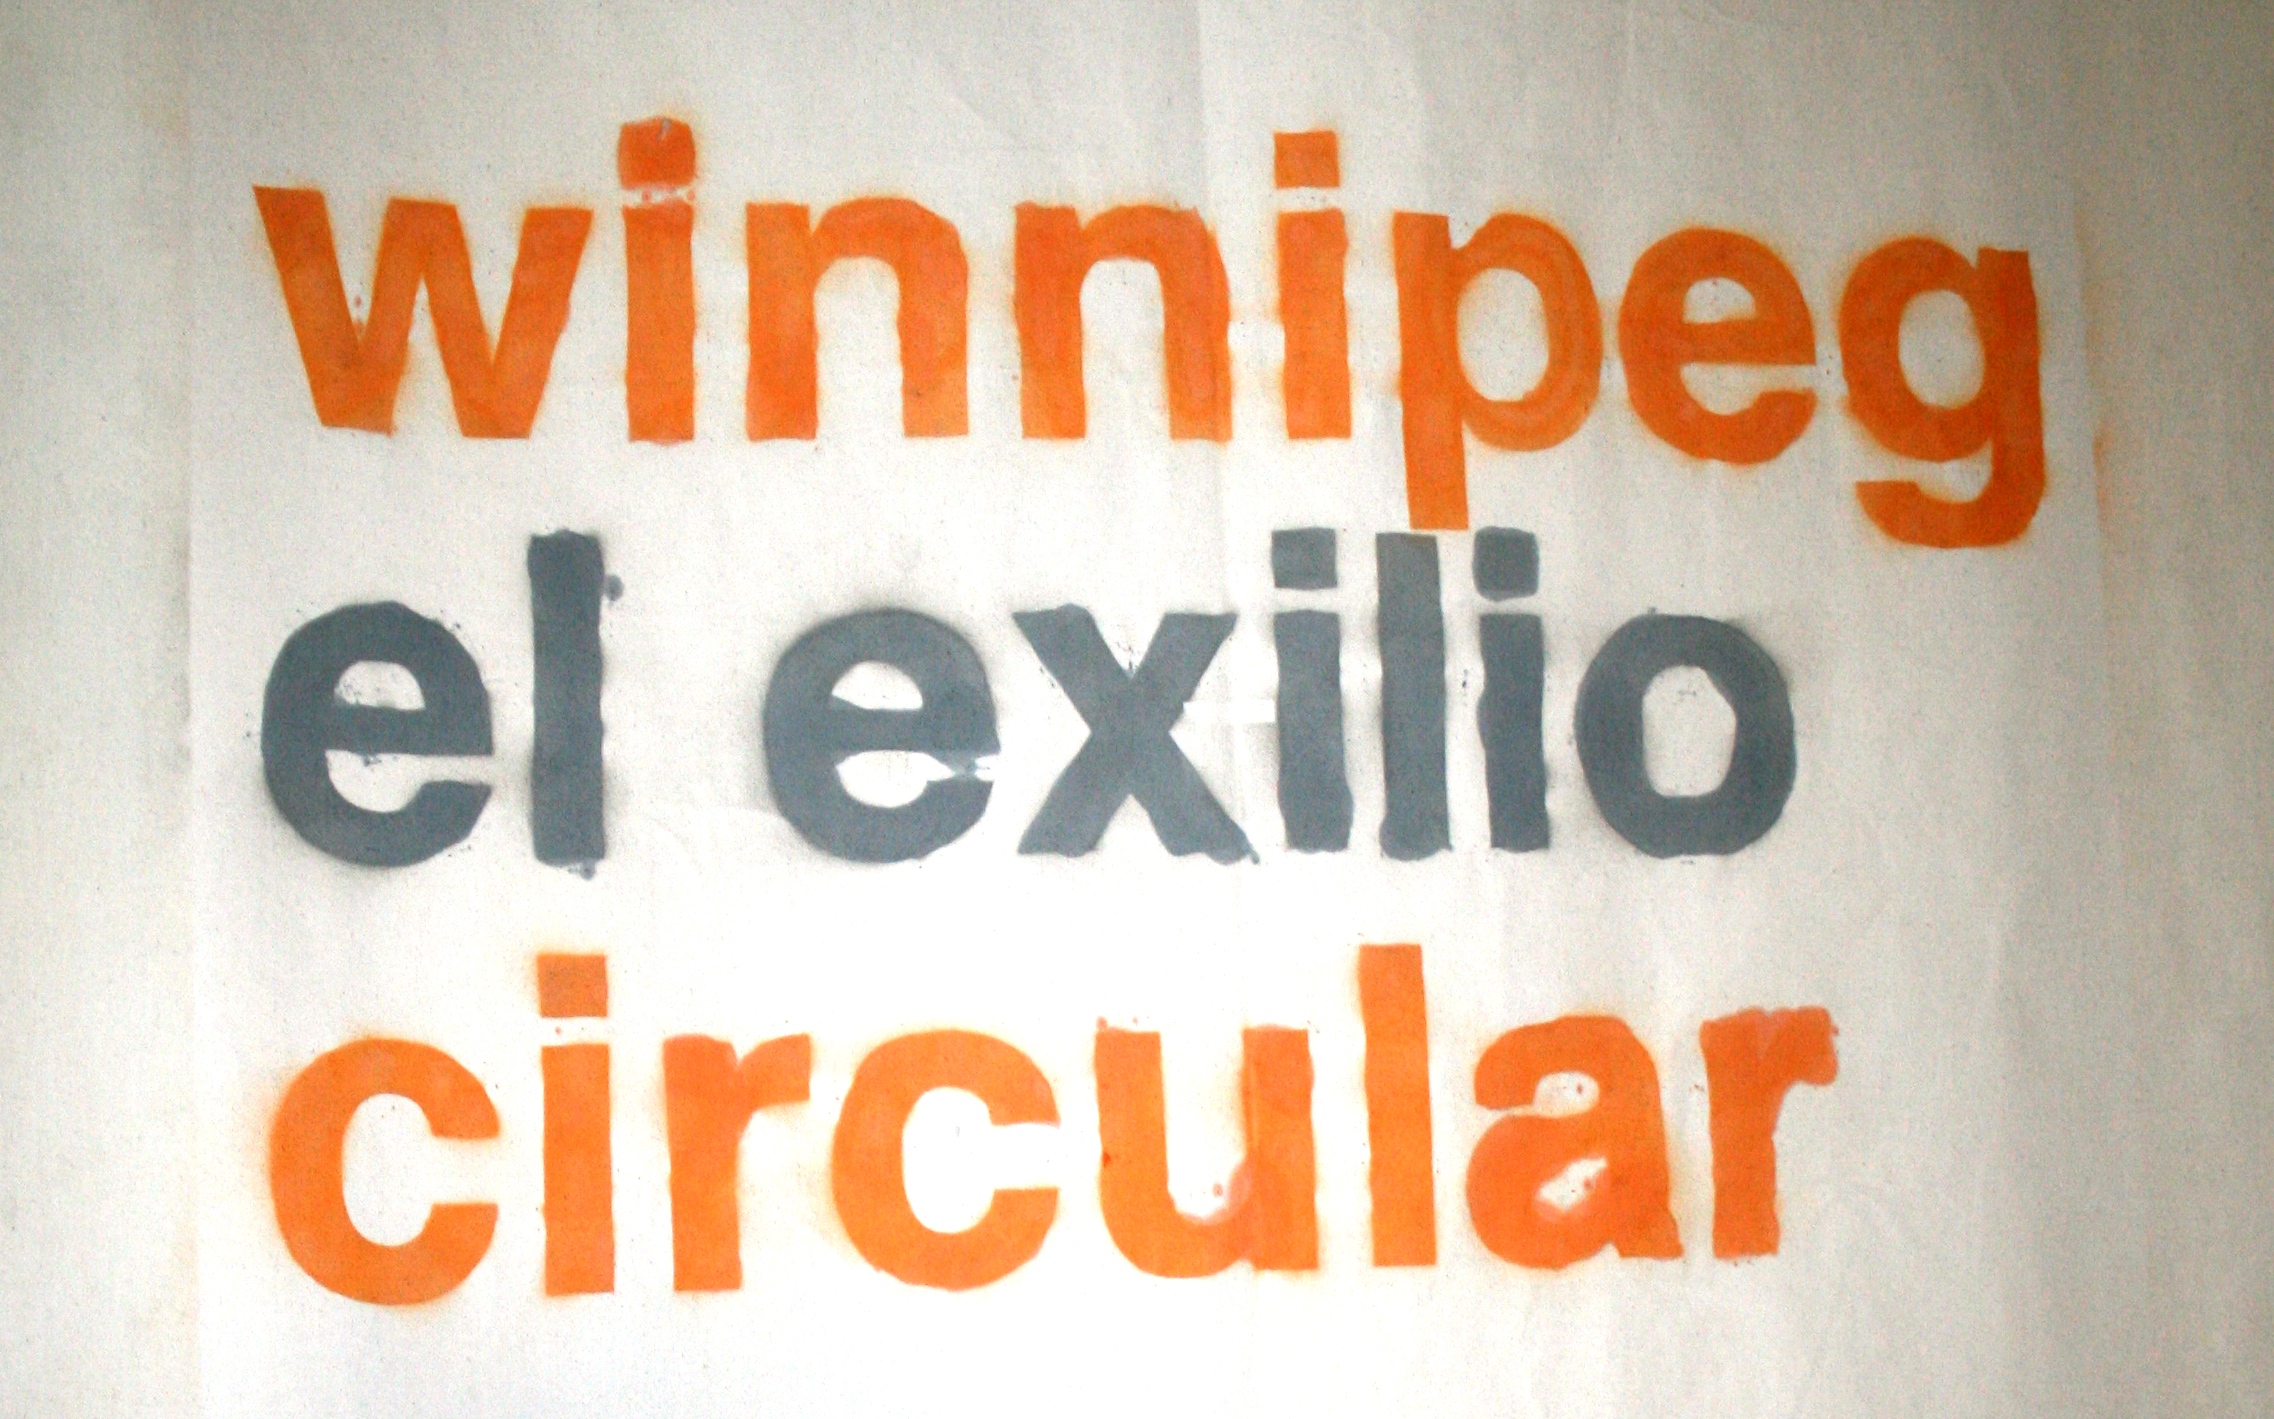 winnipeg
el exilio
circular